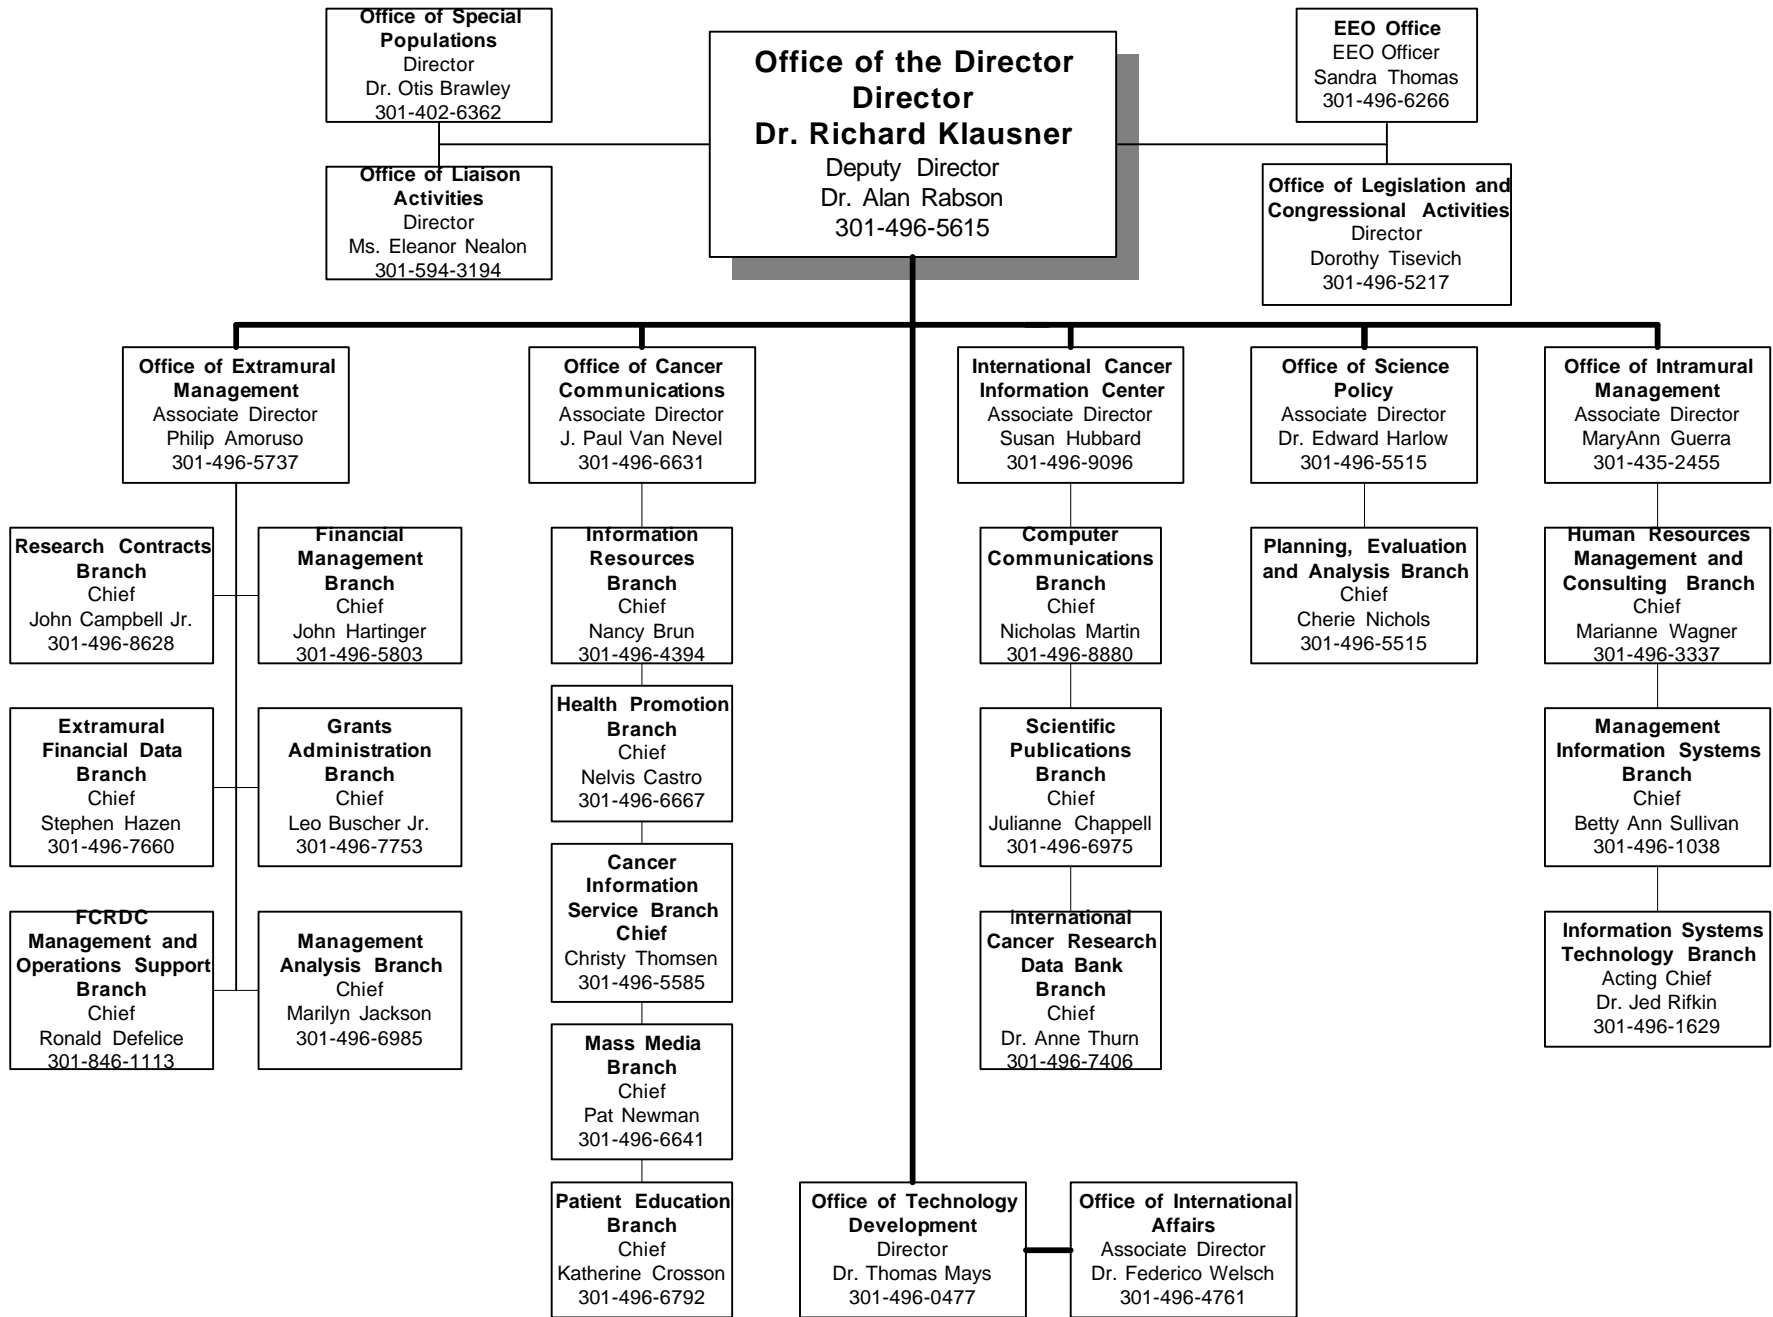 Office of Special
Populations
Director
Dr. Otis Brawley
301-402-6362
Office of the Director
Director
Dr. Richard Klausner
Deputy Director
Dr. Alan Rabson
301-496-5615
EEO Office
EEO Officer
Sandra Thomas
301-496-6266
Office of Liaison
Activities
Director
Ms. Eleanor Nealon
301-594-3194
Office of Legislation and
Congressional Activities
Director
Dorothy Tisevich
301-496-5217
Office of Extramural
Management
Associate Director
Philip Amoruso
301-496-5737
Office of Cancer
Communications
Associate Director
J. Paul Van Nevel
301-496-6631
International Cancer
Information Center
Associate Director
Susan Hubbard
301-496-9096
Office of Science
Policy
Associate Director
Dr. Edward Harlow
301-496-5515
Office of Intramural
Management
Associate Director
MaryAnn Guerra
301-435-2455
Research Contracts
Branch
Chief
John Campbell Jr.
301-496-8628
Financial
Management
Branch
Chief
John Hartinger
301-496-5803
Information
Resources
Branch
Chief
Nancy Brun
301-496-4394
Computer
Communications
Branch
Chief
Nicholas Martin
301-496-8880
Planning, Evaluation
and Analysis Branch
Chief
Cherie Nichols
301-496-5515
Human Resources
Management and
Consulting Branch
Chief
Marianne Wagner
301-496-3337
Extramural
Financial Data
Branch
Chief
Stephen Hazen
301-496-7660
Grants
Administration
Branch
Chief
Leo Buscher Jr.
301-496-7753
Health Promotion
Branch
Chief
Nelvis Castro
301-496-6667
Scientific
Publications
Branch
Chief
Julianne Chappell
301-496-6975
Management
Information Systems
Branch
Chief
Betty Ann Sullivan
301-496-1038
Cancer
Information
Service Branch
Chief
Christy Thomsen
301-496-5585
FCRDC
Management and
Operations Support
Branch
Chief
Ronald Defelice
301-846-1113
Management
Analysis Branch
Chief
Marilyn Jackson
301-496-6985
International
Cancer Research
Data Bank
Branch
Chief
Dr. Anne Thurn
301-496-7406
Information Systems
Technology Branch
Acting Chief
Dr. Jed Rifkin
301-496-1629
Mass Media
Branch
Chief
Pat Newman
301-496-6641
Patient Education
Branch
Chief
Katherine Crosson
301-496-6792
Office of Technology
Development
Director
Dr. Thomas Mays
301-496-0477
Office of International
Affairs
Associate Director
Dr. Federico Welsch
301-496-4761